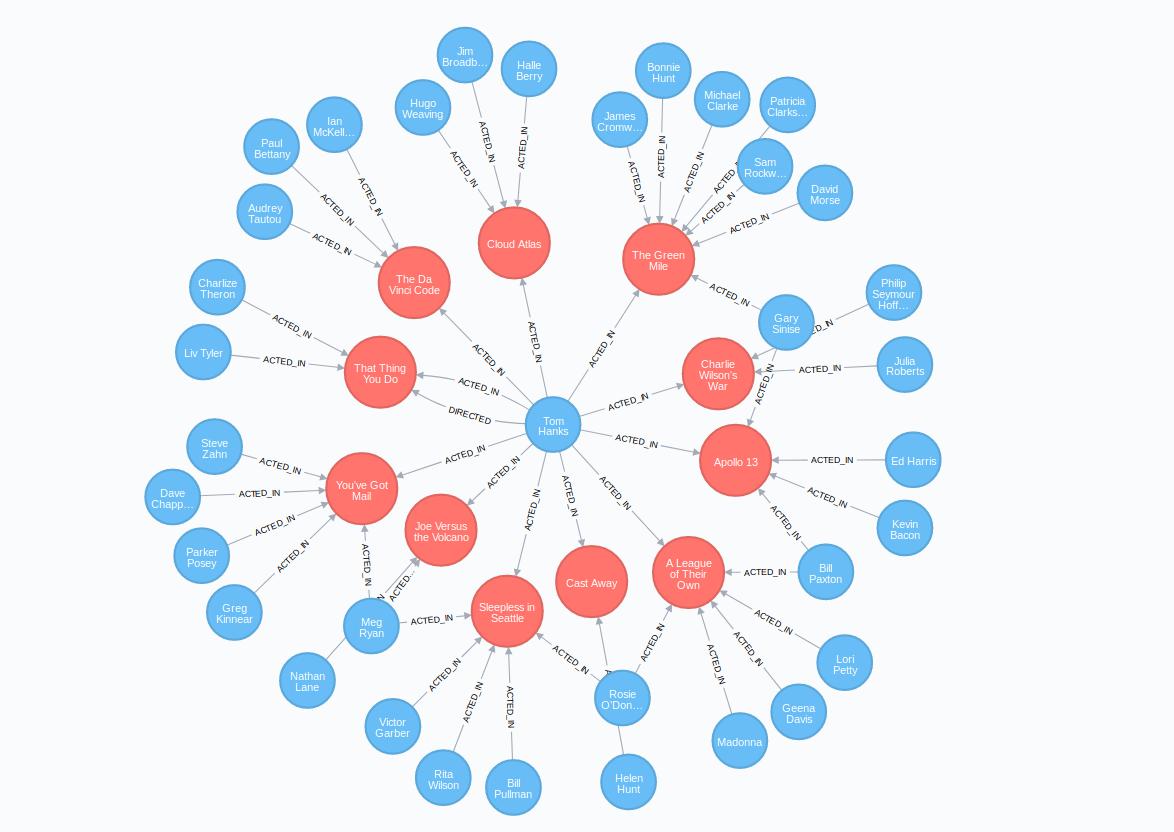 Jim
Broadb…
Halle
Berry
Hugo
Weaving
Bonnie
Hunt
Michael
Clarke
Patricia
Clarks…
James
Cromw…
Ian
McKell…
Paul
Bettany
Audrey
Tautou
Sam
Rockw…
David
Morse
ACTED_IN
ACTED_IN
ACTED_IN
ACTED_IN
ACTED_IN
ACTED_IN
ACTED_
ACTED_IN
ACTED_IN
ACTED_IN
ACTED_IN
ACTED_IN
Cloud Atlas
The Green
Mile
The Da
Vinci Code
Charlize
Theron
ACTED_IN
ACTED_IN
Philip
Seymour
Hoff…
Gary
Sinise
D_IN
Liv Tyler
ACTED_IN
That Thing
You Do
ACTED_IN
ACTED_IN
ACTED_IN
Charlie
Wilson's
War
ACTED_IN
ACTED_IN
Julia
Roberts
ACTED_IN
DIRECTED
Tom
Hanks
ACTED_IN
ACTED_IN
Steve
Zahn
ACTED_IN
ACTED_IN
Apollo 13
ACTED_IN
Ed Harris
Dave
Chapp…
ACTED_IN
You've Got
Mail
ACTED_IN
ACTED_IN
ACTED_IN
ACTED_IN
ACTED_IN
Kevin
Bacon
Parker
Posey
ACTED_IN
Joe Versus
the Volcano
ACTED_IN
ACTED_IN
ACTED_IN
ACTED…
N
Greg
Kinnear
Cast Away
A League
of Their
Own
ACTED_IN
Bill
Paxton
Meg
Ryan
ACTED_IN
Sleepless in
Seattle
ACTED_IN
ACTED_IN
ACTED_IN
ACTED_IN
ACTED_IN
Lori
Petty
Nathan
Lane
ACTED_IN
ACTED_IN
ACTED_IN
A
Rosie
O'Don…
Victor
Garber
Geena
Davis
Madonna
Rita
Wilson
Bill
Pullman
Helen
Hunt